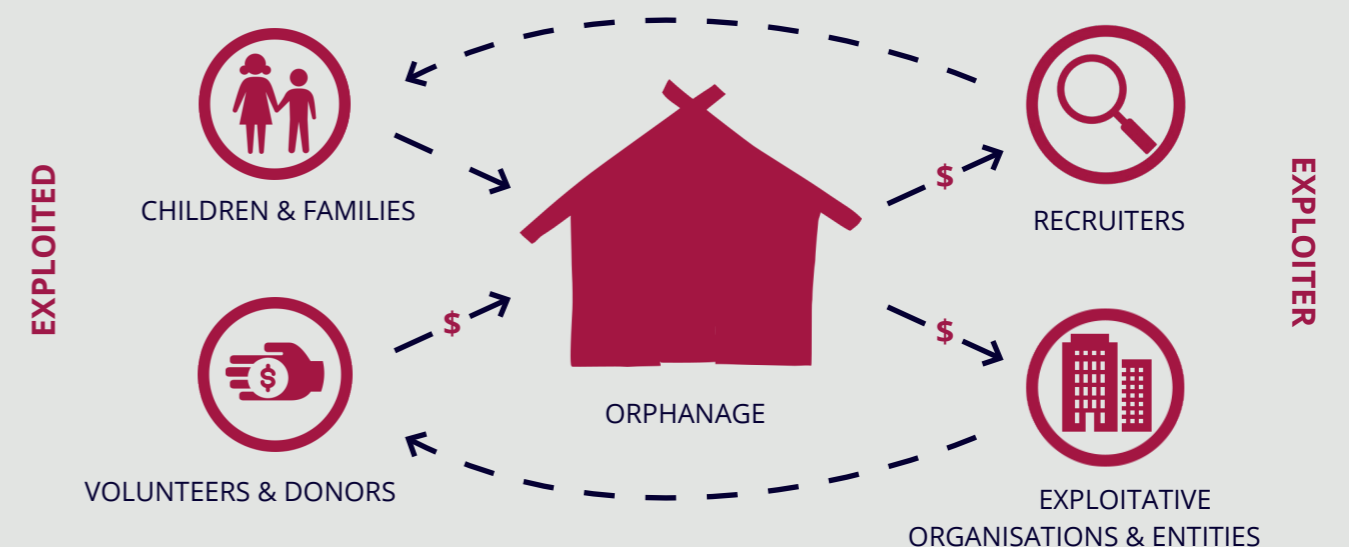 EXPLOITED
CHILDREN & FAMILIES
$
$
VOLUNTEERS & DONORS
ORPHANAGE
$
RECRUITERS
$
EXPLOITATIVE
ORGANISATIONS & ENTITIES
EXPLOITER